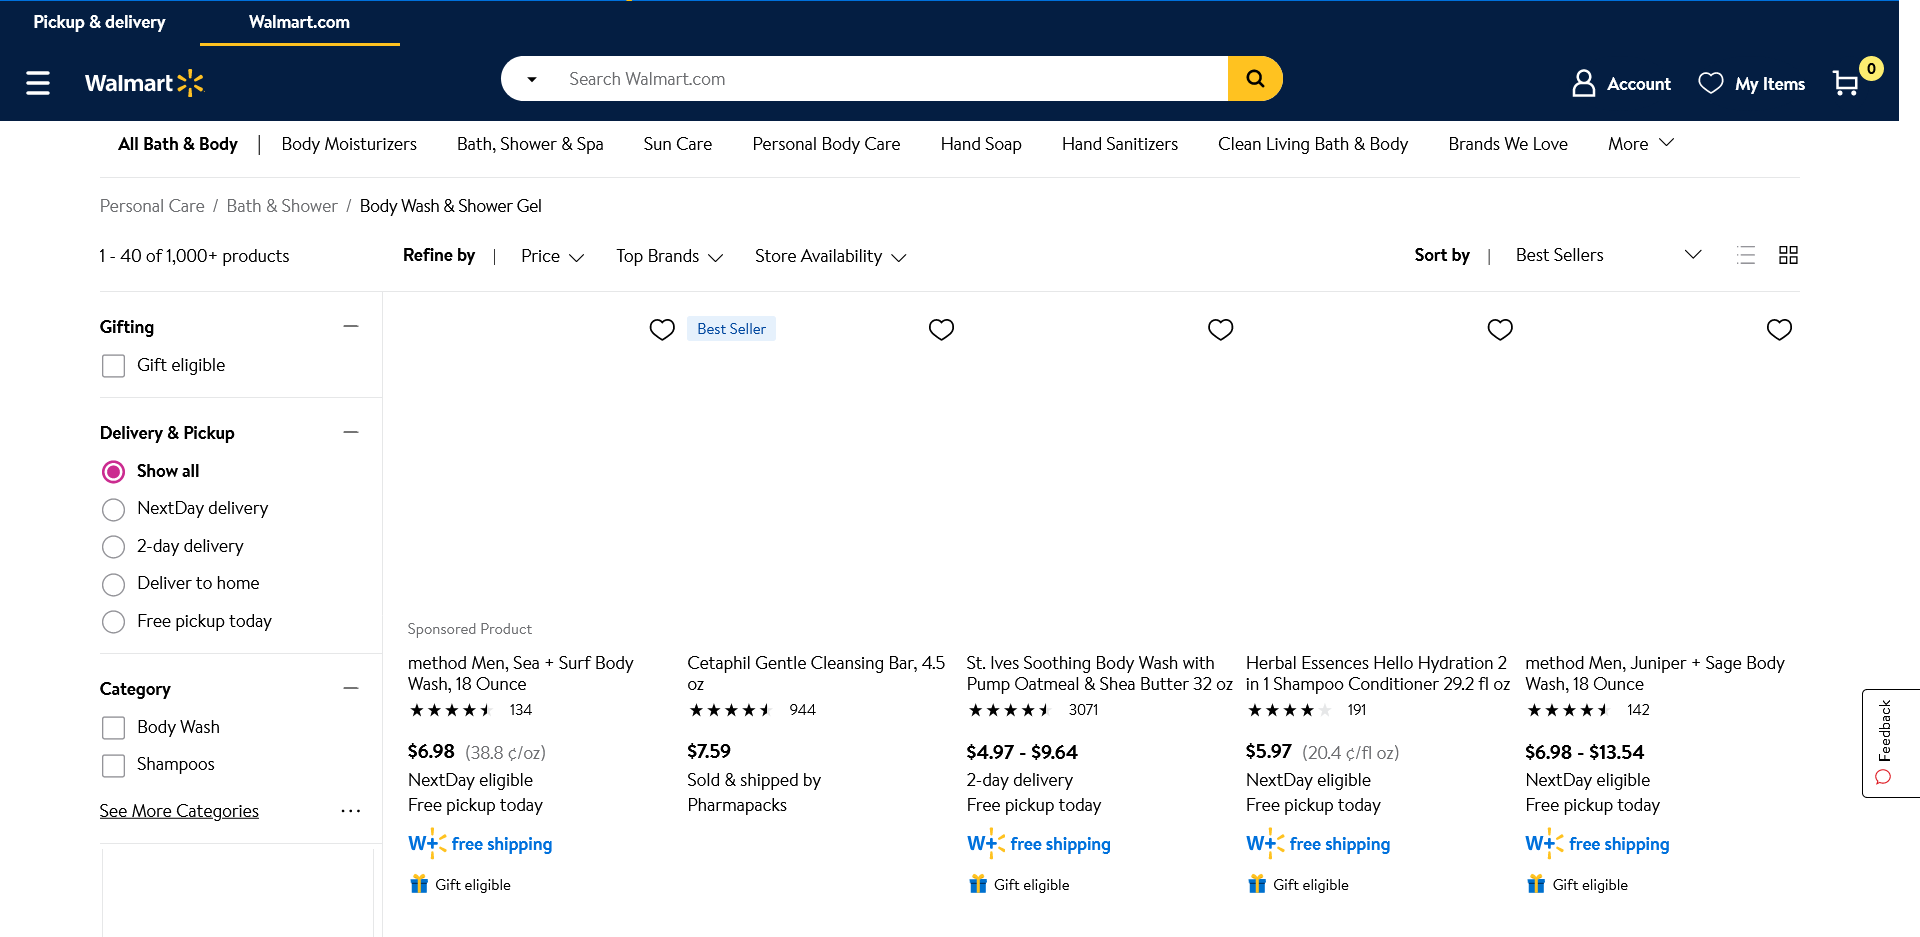 Pickup & delivery
Walmart.com
Walmart
Search Walmart.com
Account
My Items
0
All Bath & Body | Body Moisturizers Bath, Shower & Spa Sun Care Personal Body Care Hand Soap Hand Sanitizers Clean Living Bath & Body Brands We Love More
Personal Care / Bath & Shower / Body Wash & Shower Gel
1 - 40 of 1,000+ products
Refine by | Price Top Brands Store Availability
Sort by | Best Sellers
Gifting
Gift eligible
Delivery & Pickup
Show all
NextDay delivery
2-day delivery
Deliver to home
Free pickup today
Category
Body Wash
Shampoos
See More Categories
...
Sponsored Product
method Men, Sea + Surf Body
Wash, 18 Ounce
134
$6.98 (38.8 ¢/oz)
NextDay eligible
Free pickup today
W+ free shipping
Gift eligible
Best Seller
Cetaphil Gentle Cleansing Bar, 4.5
oz
944
$7.59
Sold & shipped by
Pharmapacks
St. Ives Soothing Body Wash with
Pump Oatmeal & Shea Butter 32 oz
3071
$4.97 - $9.64
2-day delivery
Free pickup today
W+ free shipping
Gift eligible
Herbal Essences Hello Hydration 2
in 1 Shampoo Conditioner 29.2 fl oz
191
$5.97 (20.4 ¢/fl oz)
NextDay eligible
Free pickup today
W+ free shipping
Gift eligible
method Men, Juniper + Sage Body
Wash, 18 Ounce
142
$6.98 - $13.54
NextDay eligible
Free pickup today
W+ free shipping
Gift eligible
Feedback